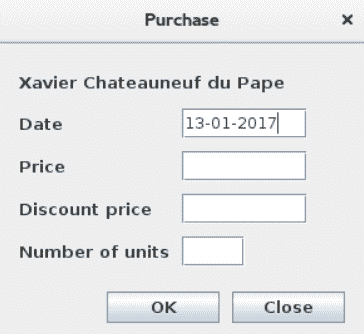 Purchase
Xavier Chateauneuf du Pape
Date 13-01-2017
Price
Discount price
Number of units
OK Close